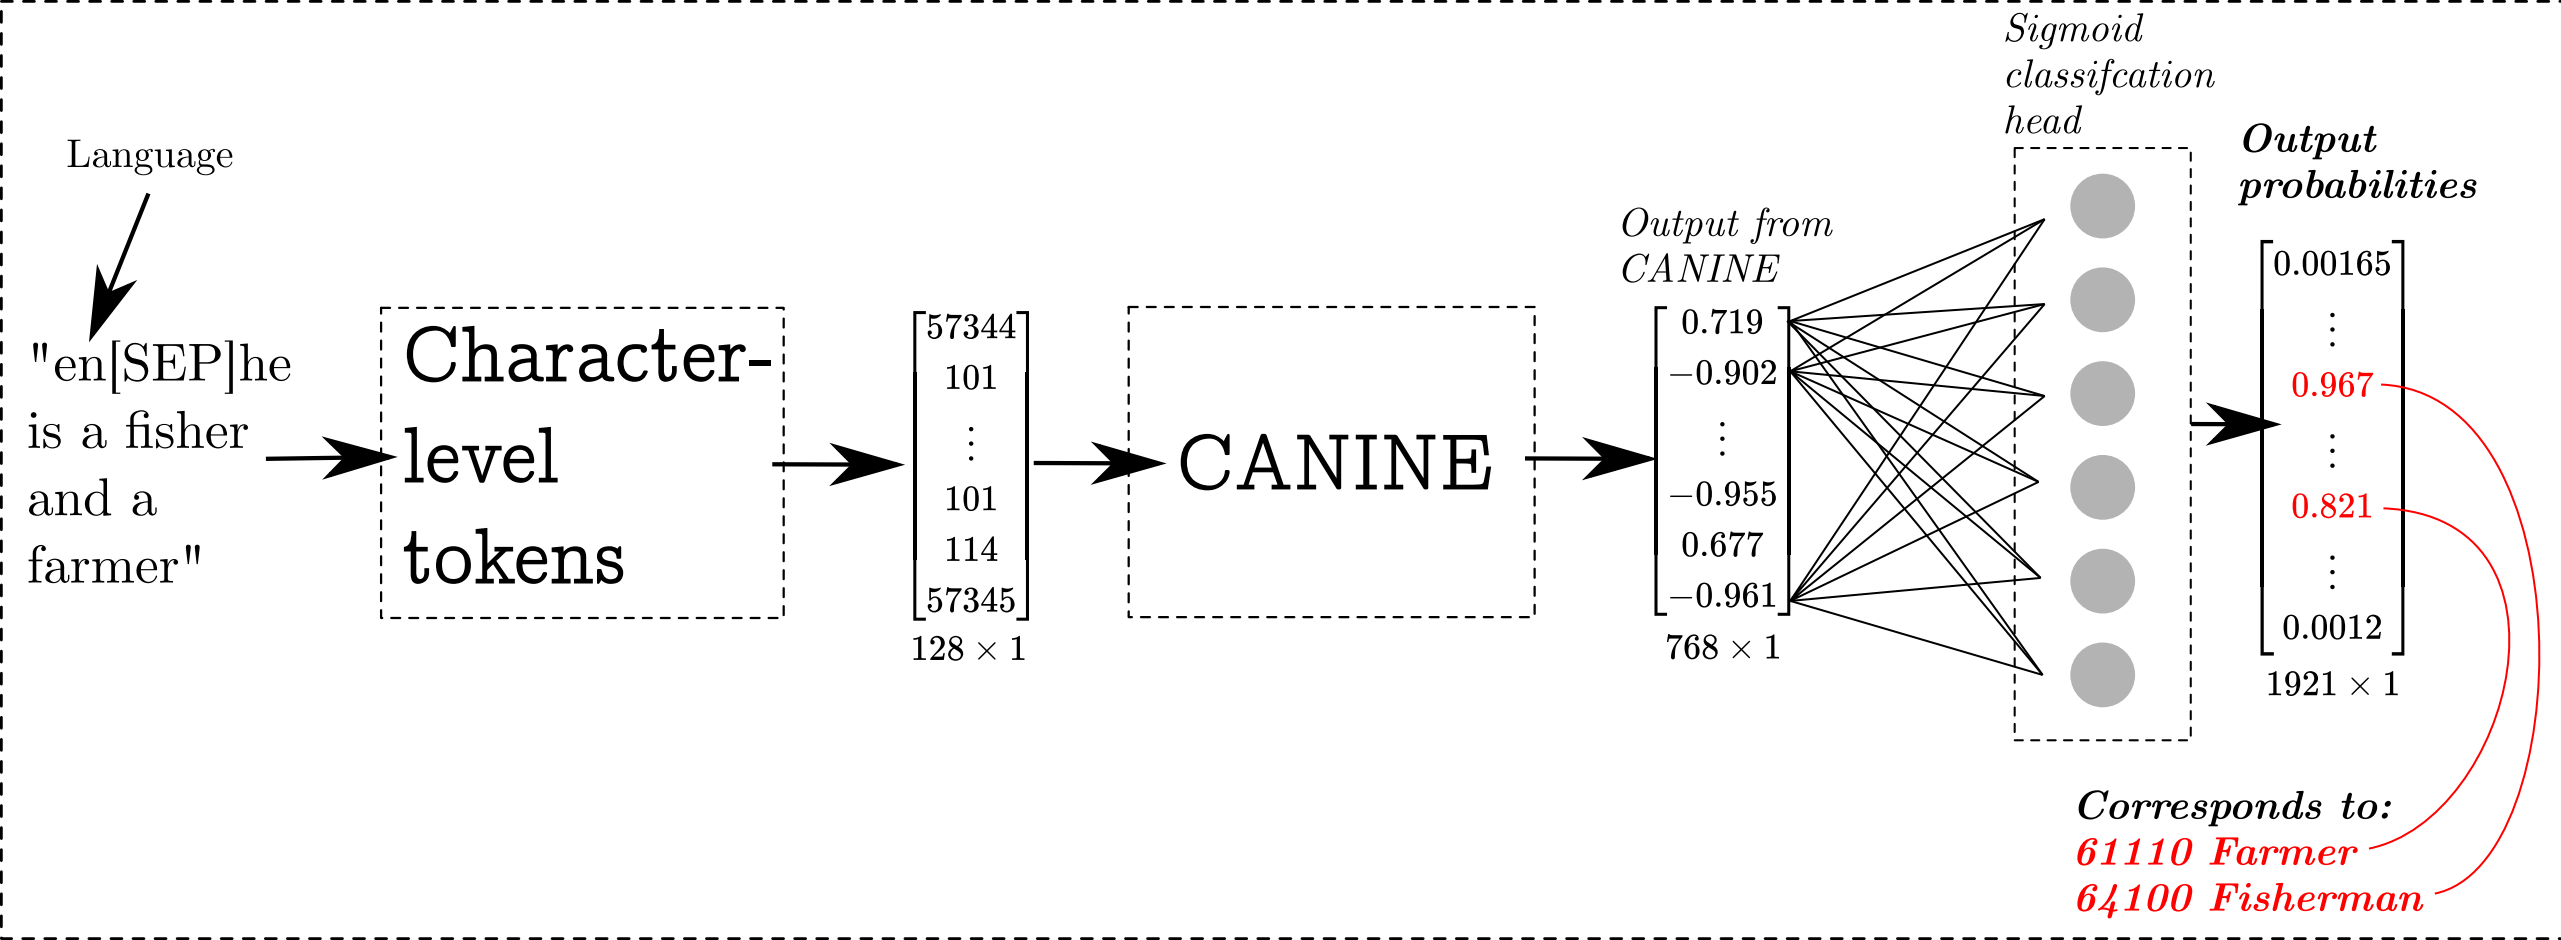 Language
"en[SEP]he
is a fisher
and a
farmer"
Character-
level
tokens
57344
101
⋮
101
114
57345
128 × 1
CANINE
Output from
CANINE
0.719
−0.902
⋮
−0.955
0.677
−0.961
768 × 1
Sigmoid
classifcation
head
Output
probabilities
0.00165
⋮
0.967
⋮
0.821
⋮
0.0012
1921 × 1
Corresponds to:
61110 Farmer
64100 Fisherman